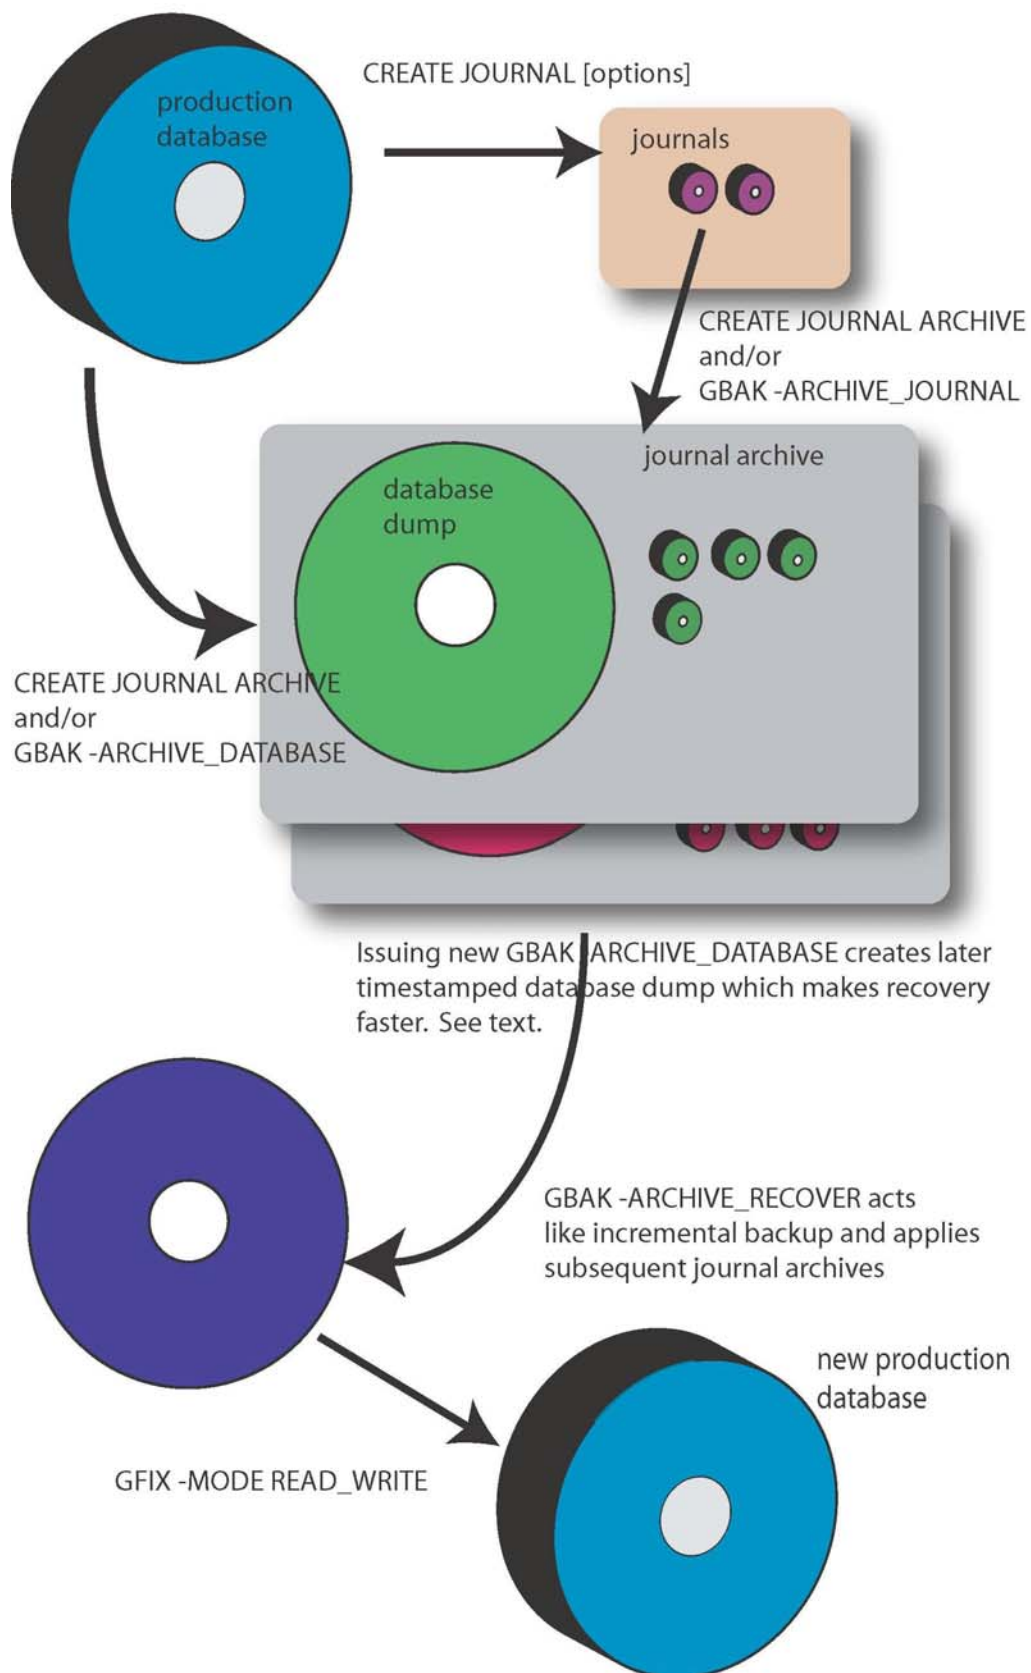 production
database
CREATE JOURNAL [options]
journals
CREATE JOURNAL ARCHIVE
and/or
GBAK -ARCHIVE_JOURNAL
journal archive
database
dump
CREATE JOURNAL ARCHIVE
and/or
GBAK -ARCHIVE_DATABASE
Issuing new GBAK -ARCHIVE_DATABASE creates later
timestamped database dump which makes recovery
faster. See text.
GBAK -ARCHIVE_RECOVER acts
like incremental backup and applies
subsequent journal archives
new production
database
GFIX -MODE READ_WRITE